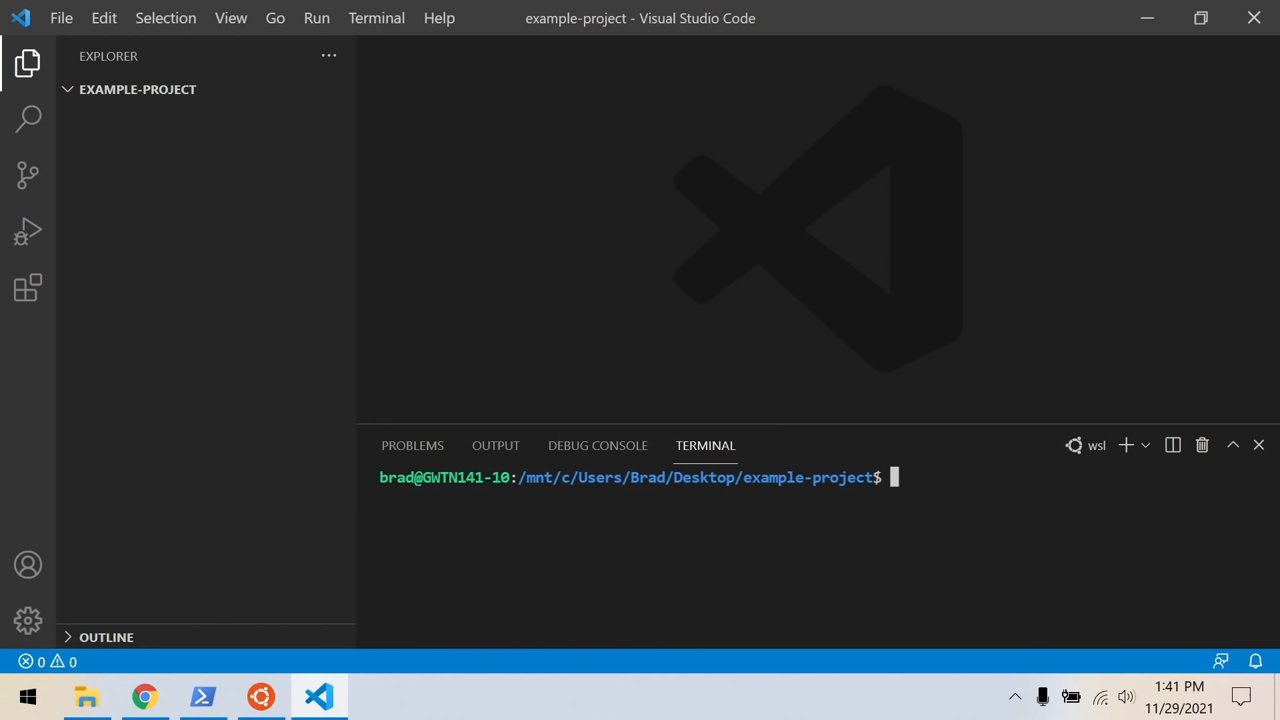 File Edit Selection View Go Run Terminal Help example-project - Visual Studio Code
EXPLORER
EXAMPLE-PROJECT
PROBLEMS OUTPUT DEBUG CONSOLE TERMINAL wsl
brad@GWTN141-10:/mnt/c/Users/Brad/Desktop/example-project$
OUTLINE
0 0
1:41 PM
11/29/2021